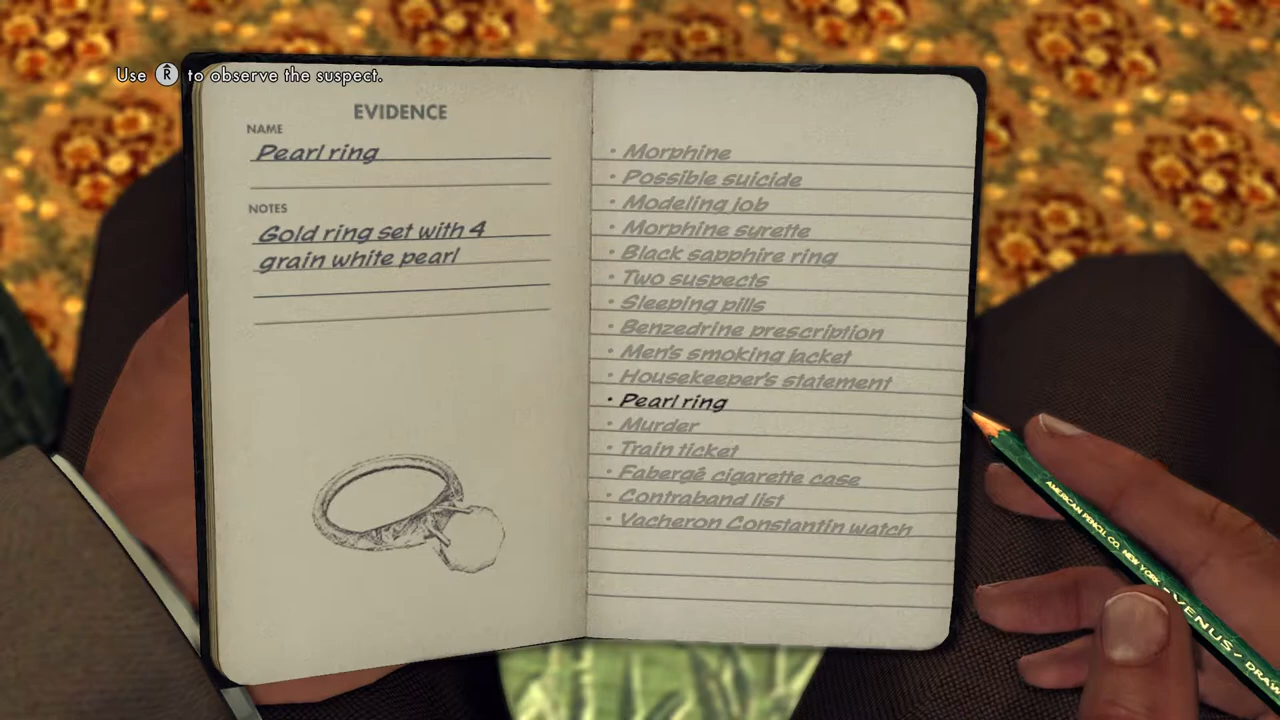 Use R to observe the suspect.
EVIDENCE
NAME
Pearl ring
NOTES
Gold ring set with 4
grain white pearl
• Morphine
• Possible suicide
• Modeling job
• Morphine surette
• Black sapphire ring
• Two suspects
• Sleeping pills
• Benzedrine prescription
• Men's smoking jacket
• Housekeeper's statement
• Pearl ring
• Murder
• Train ticket
• Fabergé cigarette case
• Contraband list
• Vacheron Constantin watch
AMERICAN PENCIL CO. NEW YORK VENUS DRAW